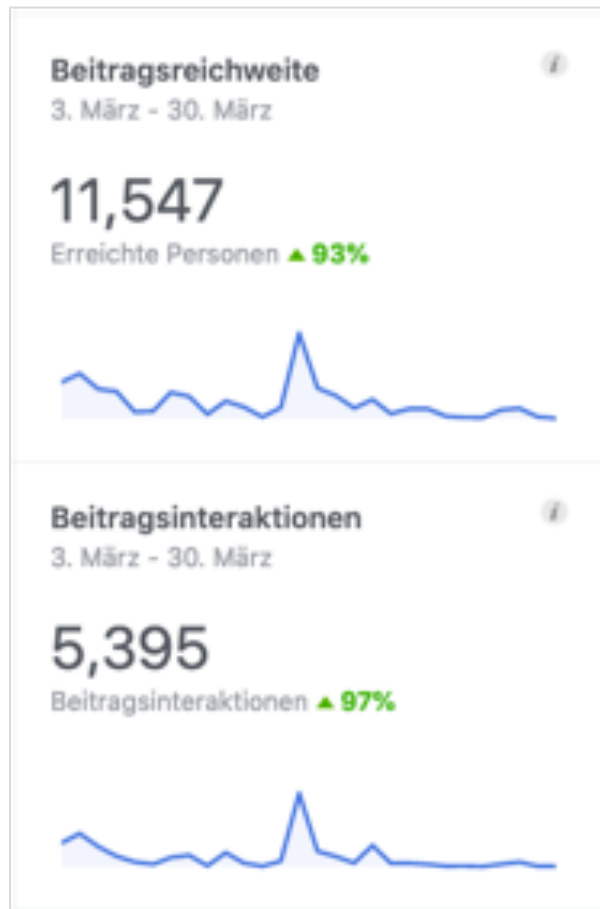 Beitragsreichweite
3. März - 30. März
11,547
Erreichte Personen ▲ 93%
Beitragsinteraktionen
3. März - 30. März
5,395
Beitragsinteraktionen ▲ 97%